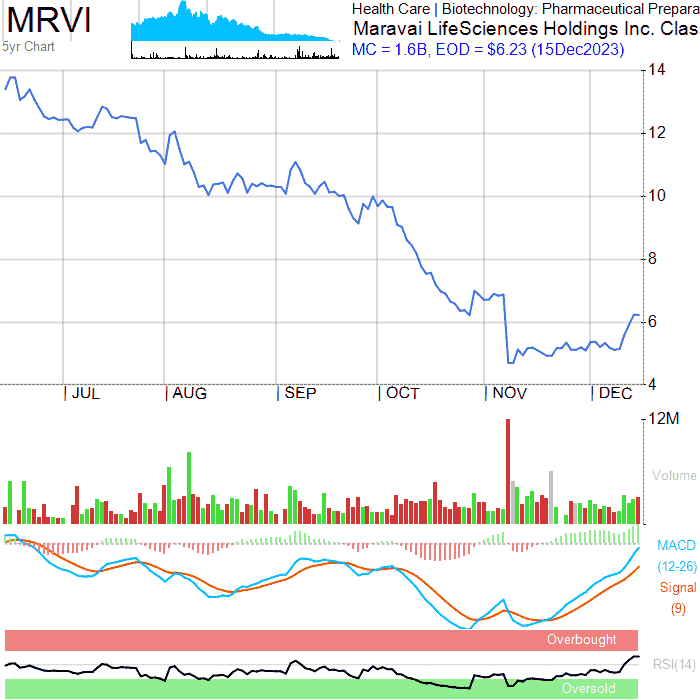 MRVI
5yr Chart
Health Care | Biotechnology: Pharmaceutical Prepara
Maravai LifeSciences Holdings Inc. Clas
MC = 1.6B, EOD = $6.23 (15Dec2023)
14
12
10
8
6
4
JUL AUG SEP OCT NOV DEC
12M
Volume
MACD
(12-26)
Signal
(9)
Overbought
RSI(14)
Oversold